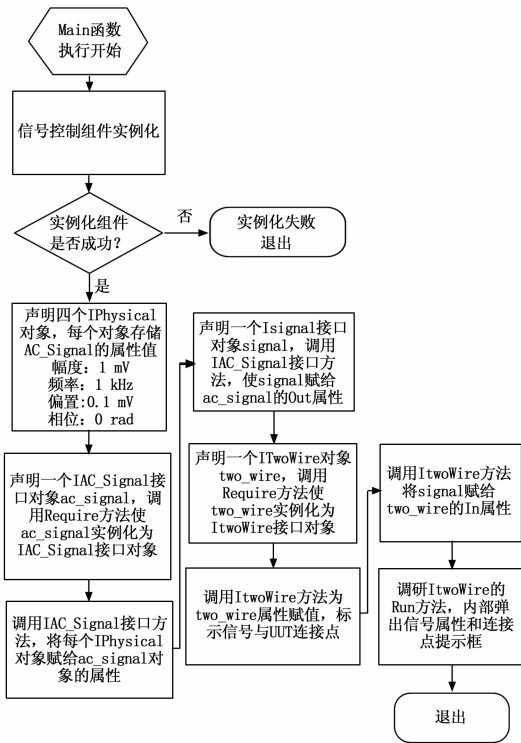 Main函数
执行开始
信号控制组件实例化
实例化组件
是否成功？
否
实例化失败
退出
是
声明四个IPhysical
对象，每个对象存储
AC_Signal的属性值
幅度：1 mV
频率：1 kHz
偏置:0.1 mV
相位：0 rad
声明一个IAC_Signal接
口对象ac_signal，调
用Require方法使
ac_signal实例化为
IAC_Signal接口对象
调用IAC_Signal接口方
法，将每个IPhysical
对象赋给ac_signal对
象的属性
声明一个Isignal接口
对象signal，调用
IAC_Signal接口方
法，使signal赋给
ac_signal的Out属性
声明一个ITwoWire对象
two_wire，调用
Require方法使
two_wire实例化为
ItwoWire接口对象
调用ItwoWire方法为
two_wire属性赋值，标
示信号与UUT连接点
调用ItwoWire方法
将signal赋给
two_wire的In属性
调研ItwoWire的
Run方法，内部弹
出信号属性和连接
点提示框
退出